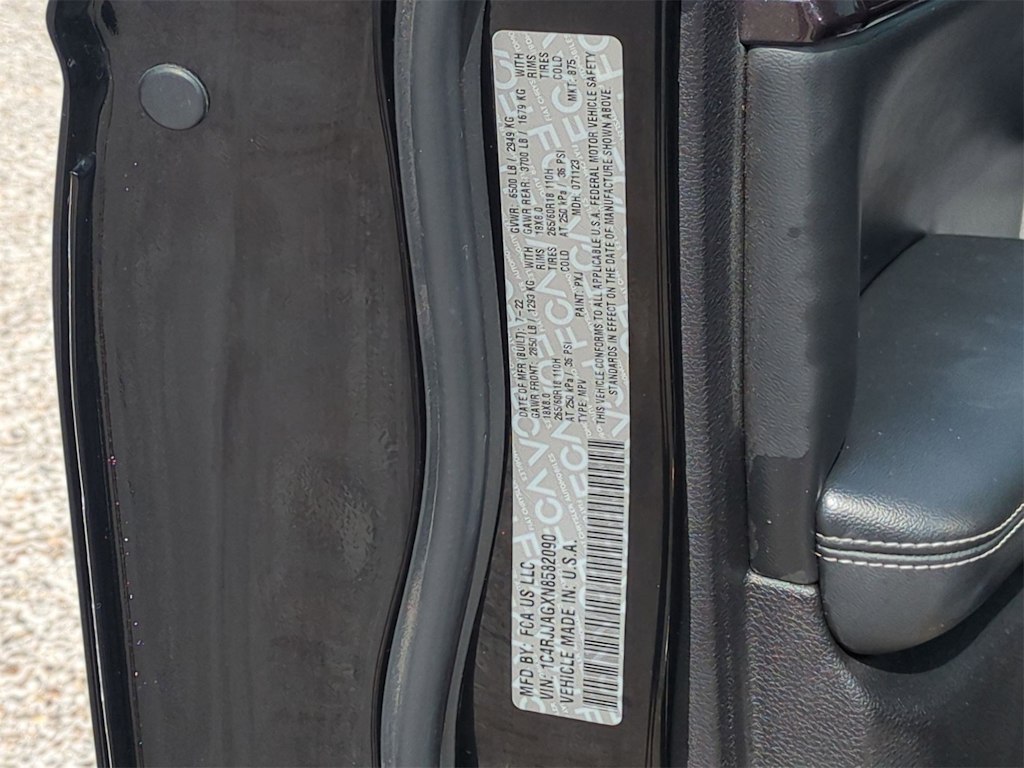 MFD BY: FCA US LLC
DATE OF MFR (BUILT): 7-22
GVWR: 6500 LB / 2949 KG
GAWR FRONT: 2850 LB / 1293 KG WITH
GAWR REAR: 3700 LB / 1679 KG WITH
18X8.0 RIMS
18X8.0 RIMS
265/60R18 110H TIRES
265/60R18 110H TIRES
AT 250 kPa / 36 PSI COLD
AT 250 kPa / 36 PSI COLD
VIN: 1C4RJJAGXN8582090
TYPE: MPV
PAINT: PXJ
MDH: 071123
MKT: 875
VEHICLE MADE IN: U.S.A.
THIS VEHICLE CONFORMS TO ALL APPLICABLE U.S.A. FEDERAL MOTOR VEHICLE SAFETY
STANDARDS IN EFFECT ON THE DATE OF MANUFACTURE SHOWN ABOVE.